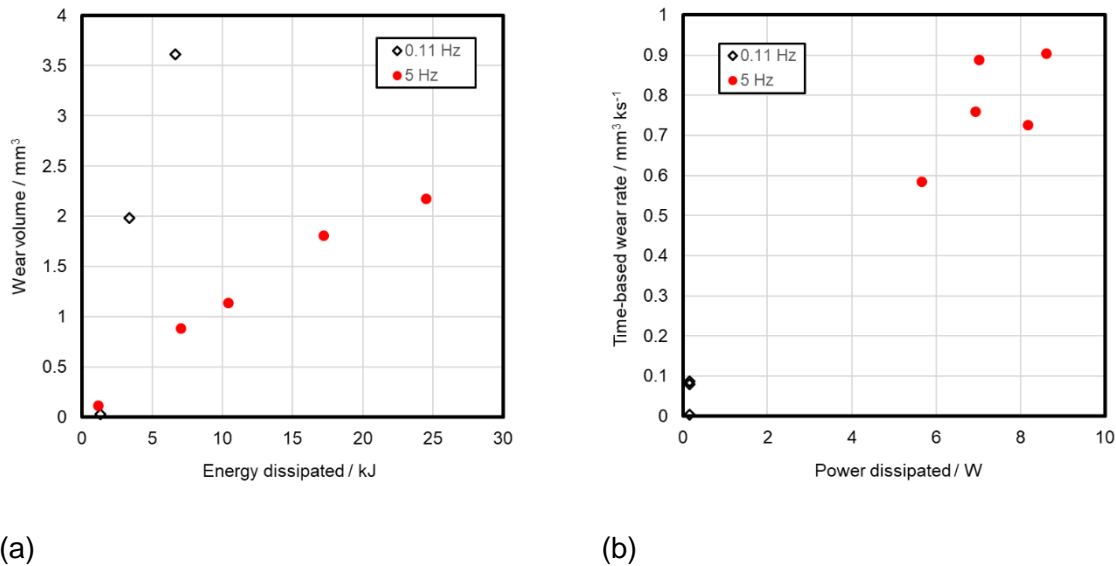 4
3.5
3
2.5
2
1.5
1
0.5
0
Wear volume / mm³
0.11 Hz
5 Hz
0 5 10 15 20 25 30
Energy dissipated / kJ
(a)
1
0.9
0.8
0.7
0.6
0.5
0.4
0.3
0.2
0.1
0
Time-based wear rate / mm³ ks⁻¹
0.11 Hz
5 Hz
0 2 4 6 8 10
Power dissipated / W
(b)